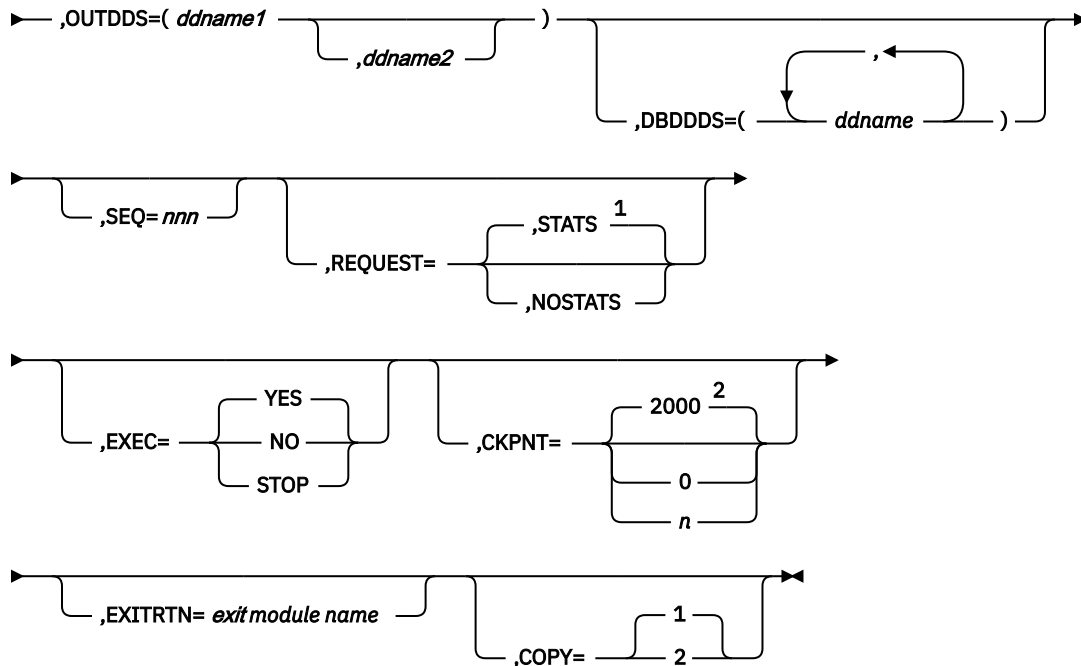 ,OUTDDS=( ddname1 )
,ddname2
,
,DBDDDS=( ddname )
,SEQ= nnn
,STATS 1
,REQUEST=
,NOSTATS
YES
,EXEC= NO
STOP
2000 2
,CKPNT=
0
n
,EXITRTN= exit module name
1
,COPY= 2